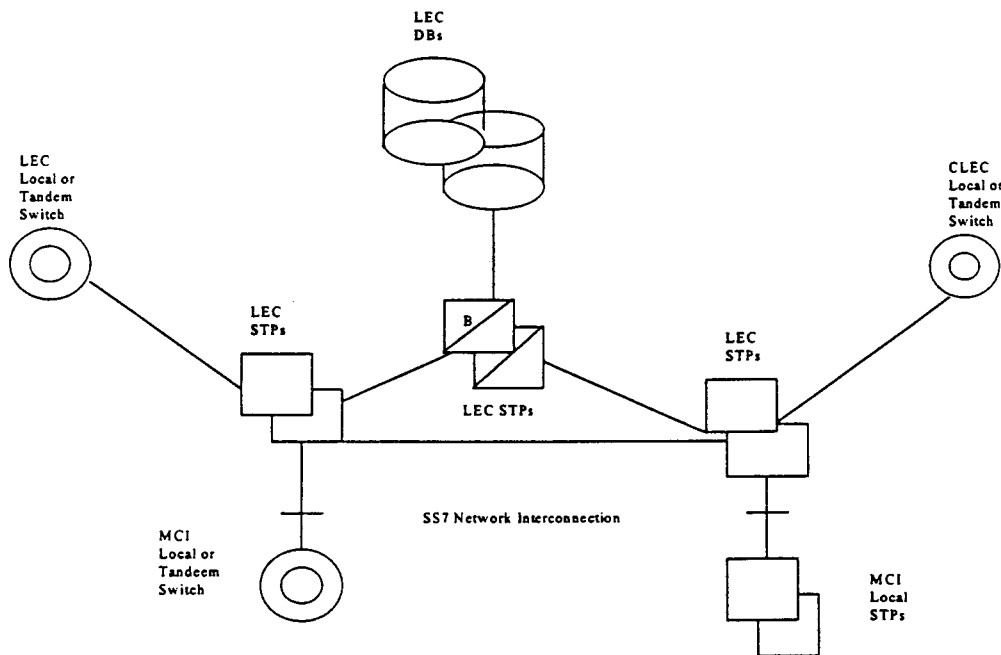 LEC
DBs
LEC
Local or
Tandem
Switch
CLEC
Local or
Tandem
Switch
LEC
STPs
B
LEC STPs
LEC
STPs
SS7 Network Interconnection
MCI
Local or
Tandeem
Switch
MCI
Local
STPs